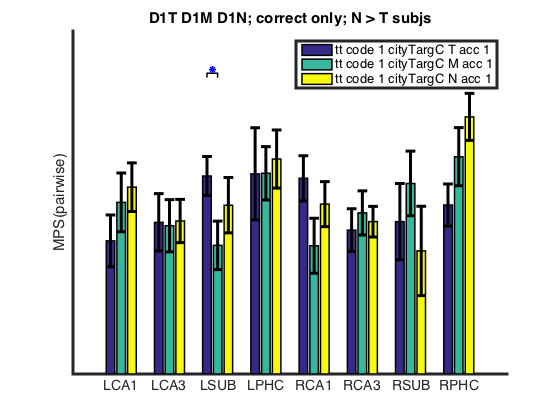 D1T D1M D1N; correct only; N > T subjs
tt code 1 cityTargC T acc 1
tt code 1 cityTargC M acc 1
tt code 1 cityTargC N acc 1
*
MPS(pairwise)
LCA1 LCA3 LSUB LPHC RCA1 RCA3 RSUB RPHC